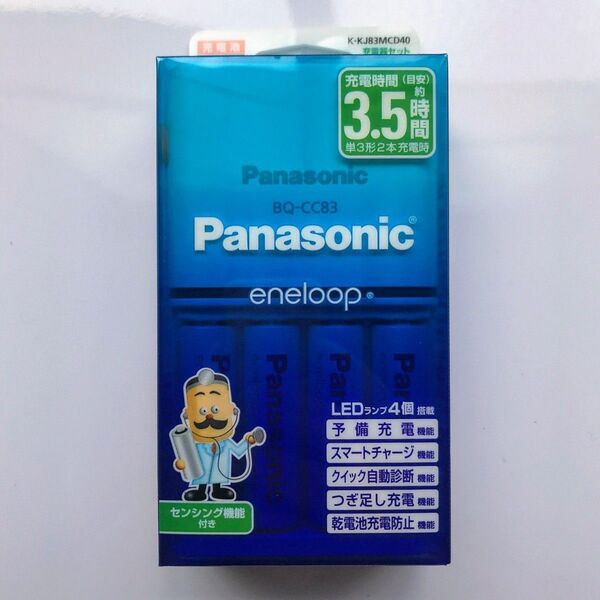 充電池
K-KJ83MCD40
充電器セット
充電時間(目安)
約
3.5時間
単3形2本充電時
Panasonic
BQ-CC83
Panasonic®
eneloop®
Panasonic
LEDランプ4個搭載
予備充電機能
スマートチャージ機能
クイック自動診断機能
つぎ足し充電機能
乾電池充電防止機能
センシング機能
付き